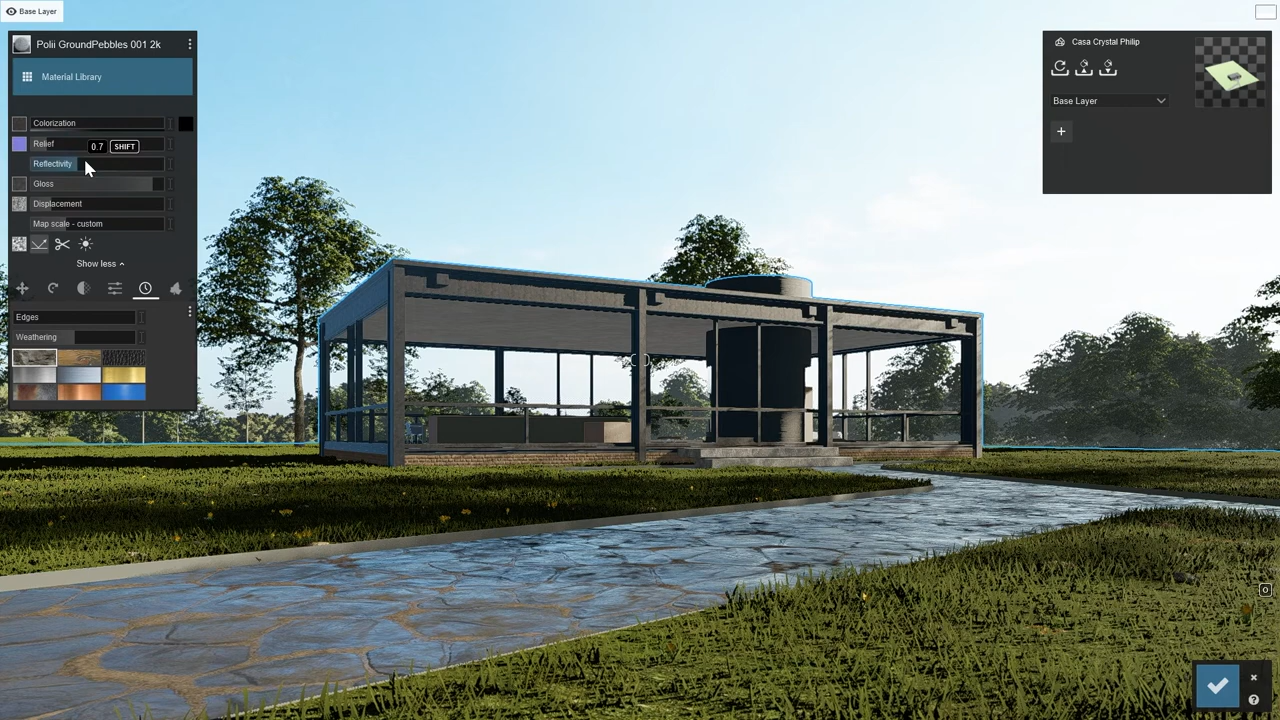 Base Layer
Polii GroundPebbles 001 2k
Material Library
Colorization
Relief
0.7 SHIFT
Reflectivity
Gloss
Displacement
Map scale - custom
Show less
Edges
Weathering
Casa Crystal Philip
Base Layer
O